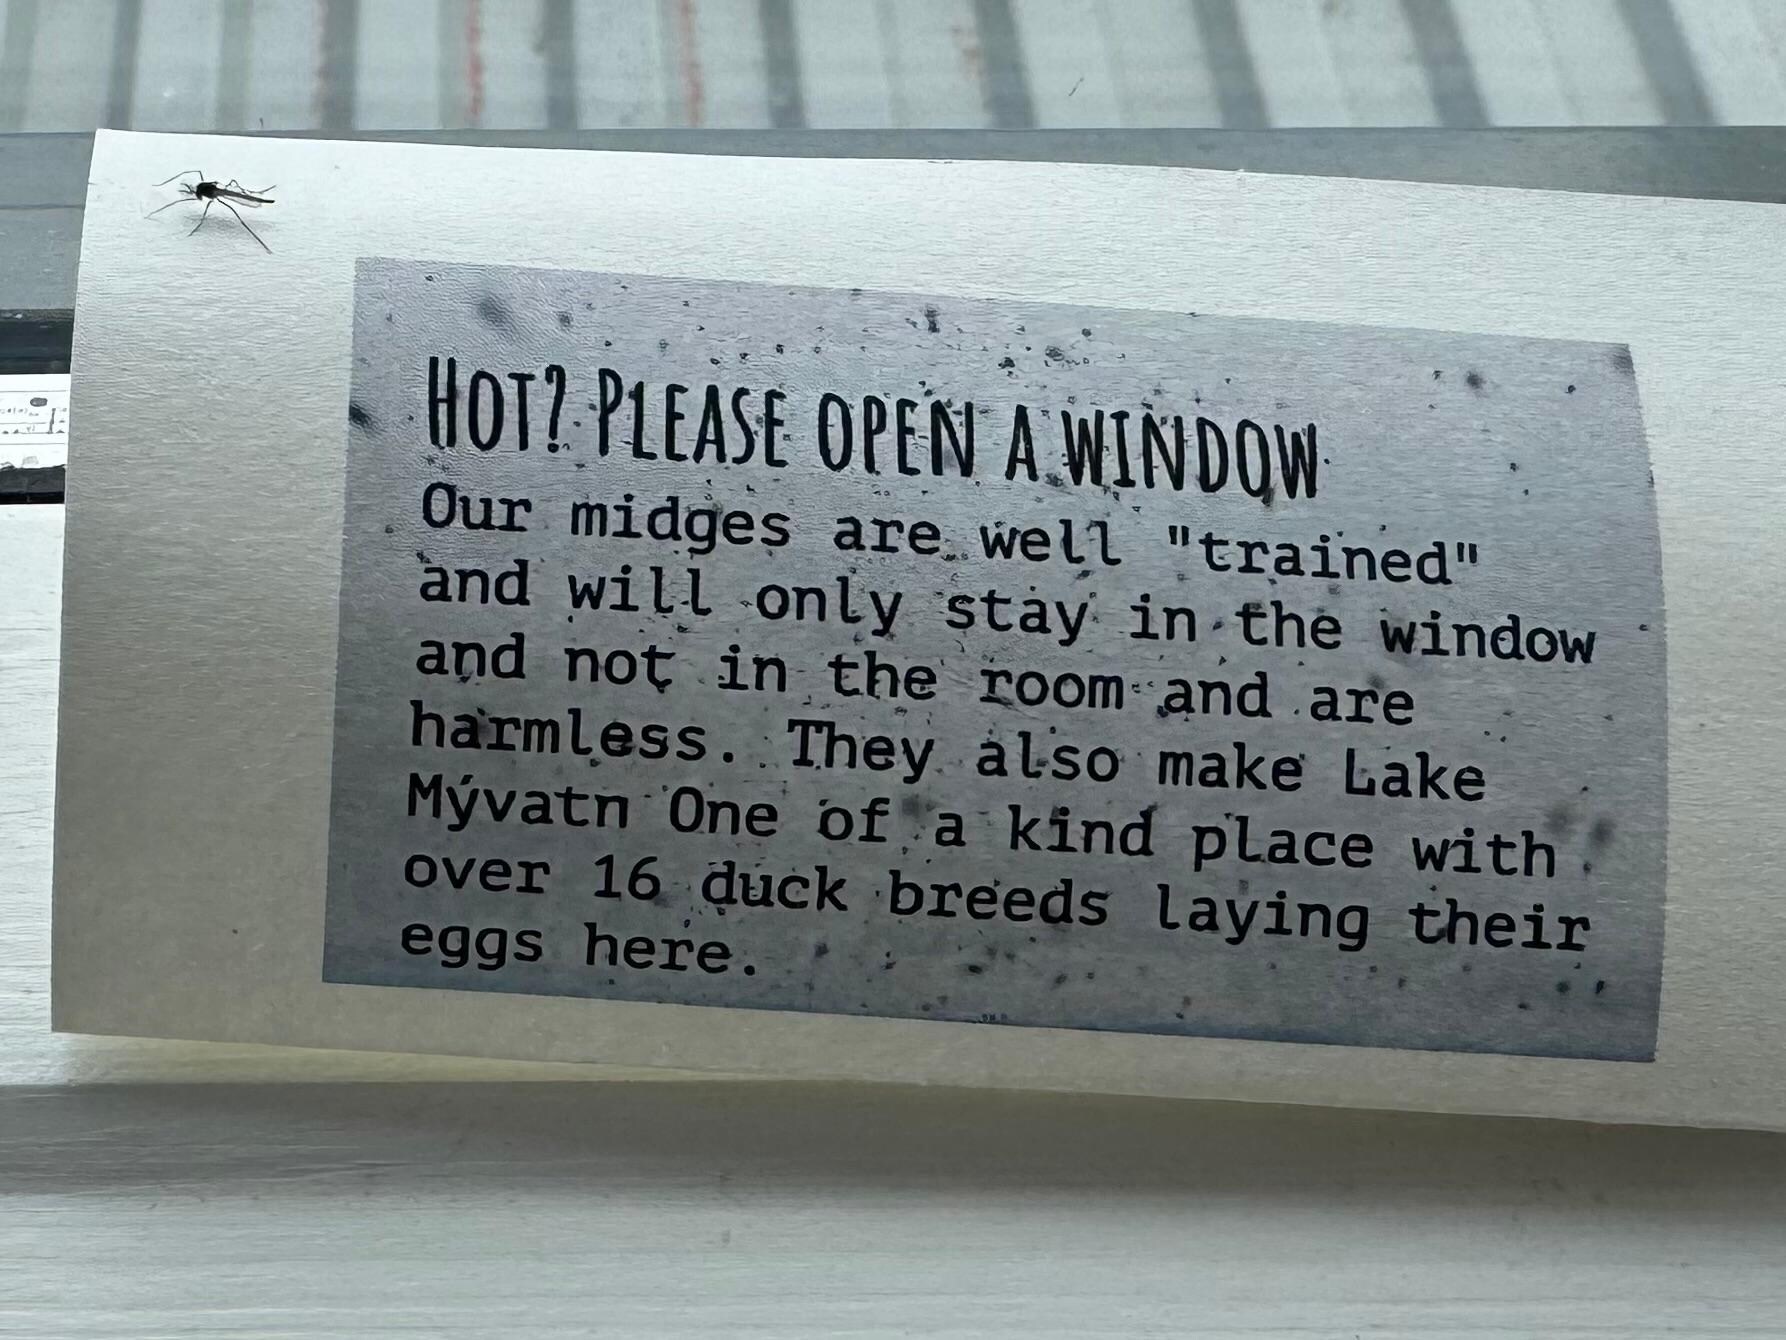 HOT? PLEASE OPEN A WINDOW
Our midges are well "trained"
and will only stay in the window
and not in the room and are
harmless. They also make Lake
Mývatn One of a kind place with
over 16 duck breeds laying their
eggs here.